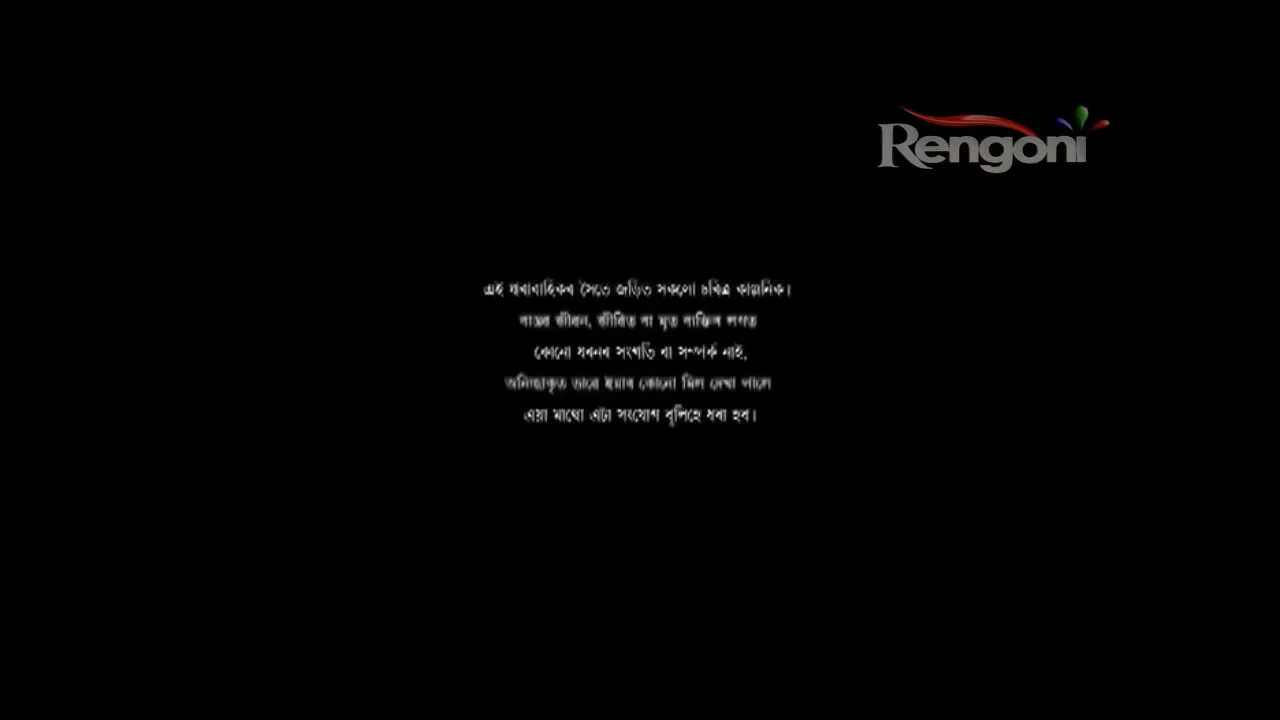 Rengoni
এই ধাৰাবাহিকৰ সৈতে জড়িত সকলো চৰিত্ৰ কাল্পনিক।
বাস্তৱ জীৱন, জীৱিত বা মৃত ব্যক্তিৰ লগত
কোনো ধৰনৰ সংগতি বা সম্পৰ্ক নাই,
অনিচ্ছাকৃত ভাৱে ইয়াৰ কোনো মিল দেখা পালে
এয়া মাথো এটা সংযোগ বুলিহে ধৰা হব।